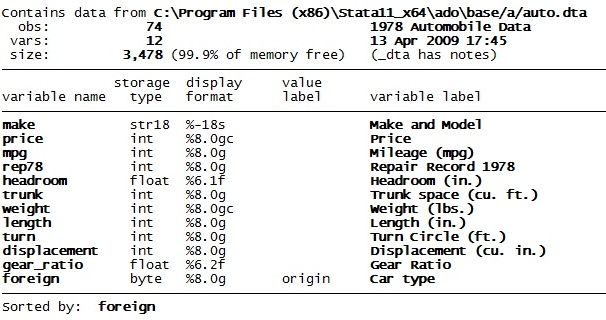 Contains data from C:\Program Files (x86)\Stata11_x64\ado\base/a/auto.dta
obs: 74 1978 Automobile Data
vars: 12 13 Apr 2009 17:45
size: 3,478 (99.9% of memory free) (_dta has notes)
storage display value
variable name type format label variable label
make str18 %-18s Make and Model
price int %8.0gc Price
mpg int %8.0g Mileage (mpg)
rep78 int %8.0g Repair Record 1978
headroom float %6.1f Headroom (in.)
trunk int %8.0g Trunk space (cu. ft.)
weight int %8.0gc Weight (lbs.)
length int %8.0g Length (in.)
turn int %8.0g Turn Circle (ft.)
displacement int %8.0g Displacement (cu. in.)
gear_ratio float %6.2f Gear Ratio
foreign byte %8.0g origin Car type
Sorted by: foreign